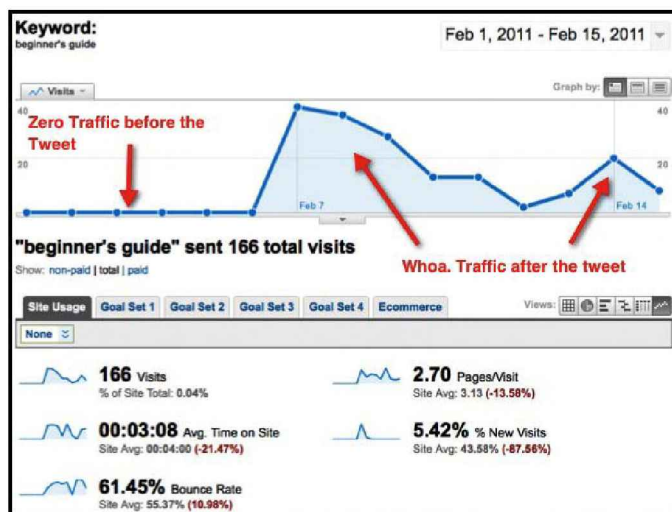 Keyword:
beginner's guide
Feb 1, 2011 - Feb 15, 2011
Visits
Graph by:
40
40
Zero Traffic before the
Tweet
20
20
Feb 7
Feb 14
Whoa. Traffic after the tweet
"beginner's guide" sent 166 total visits
Show: non-paid | total | paid
Site Usage Goal Set 1 Goal Set 2 Goal Set 3 Goal Set 4 Ecommerce
Views:
None
166 Visits
% of Site Total: 0.04%
2.70 Pages/Visit
Site Avg: 3.13 (-13.58%)
00:03:08 Avg. Time on Site
Site Avg: 00:04:00 (-21.47%)
5.42% % New Visits
Site Avg: 43.58% (-87.56%)
61.45% Bounce Rate
Site Avg: 55.37% (10.98%)